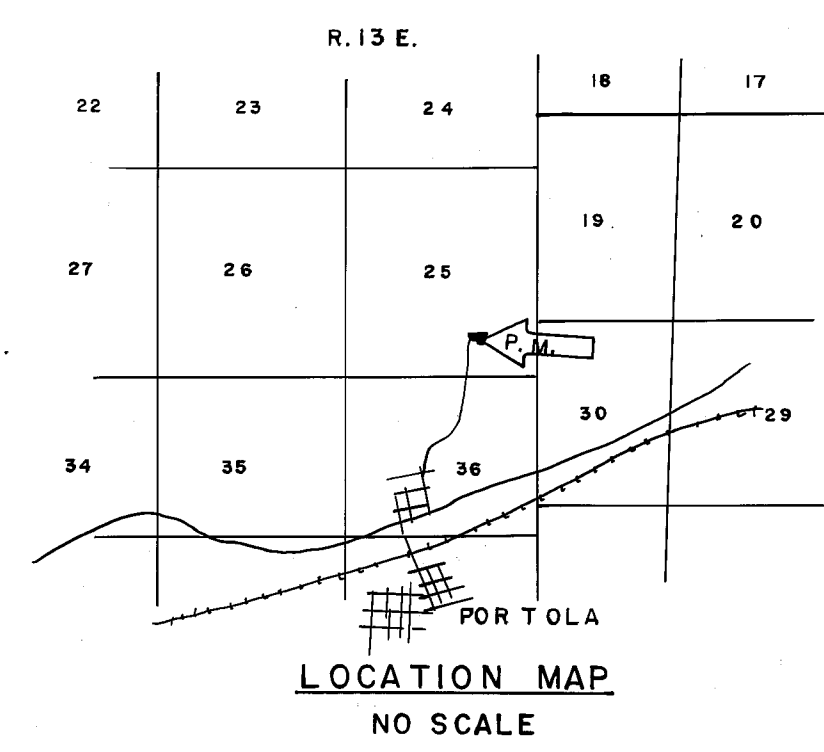 R. 13 E.
18 17
22 23 24
19 20
27 26 25
P. M.
30 29
34 35 36
PORTOLA
LOCATION MAP
NO SCALE